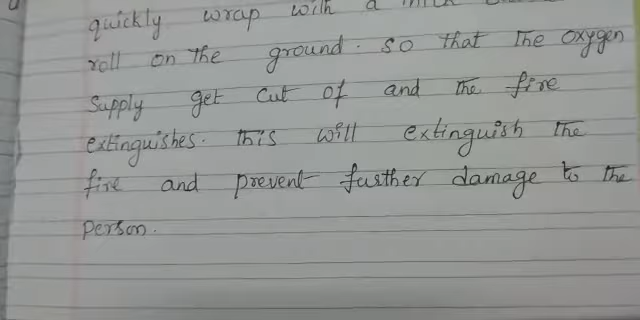 quickly wrap with a
roll on the ground. so that The oxygen
supply get cut of and the fire
extinguishes. this will extinguish the
fire and prevent further damage to the
person.